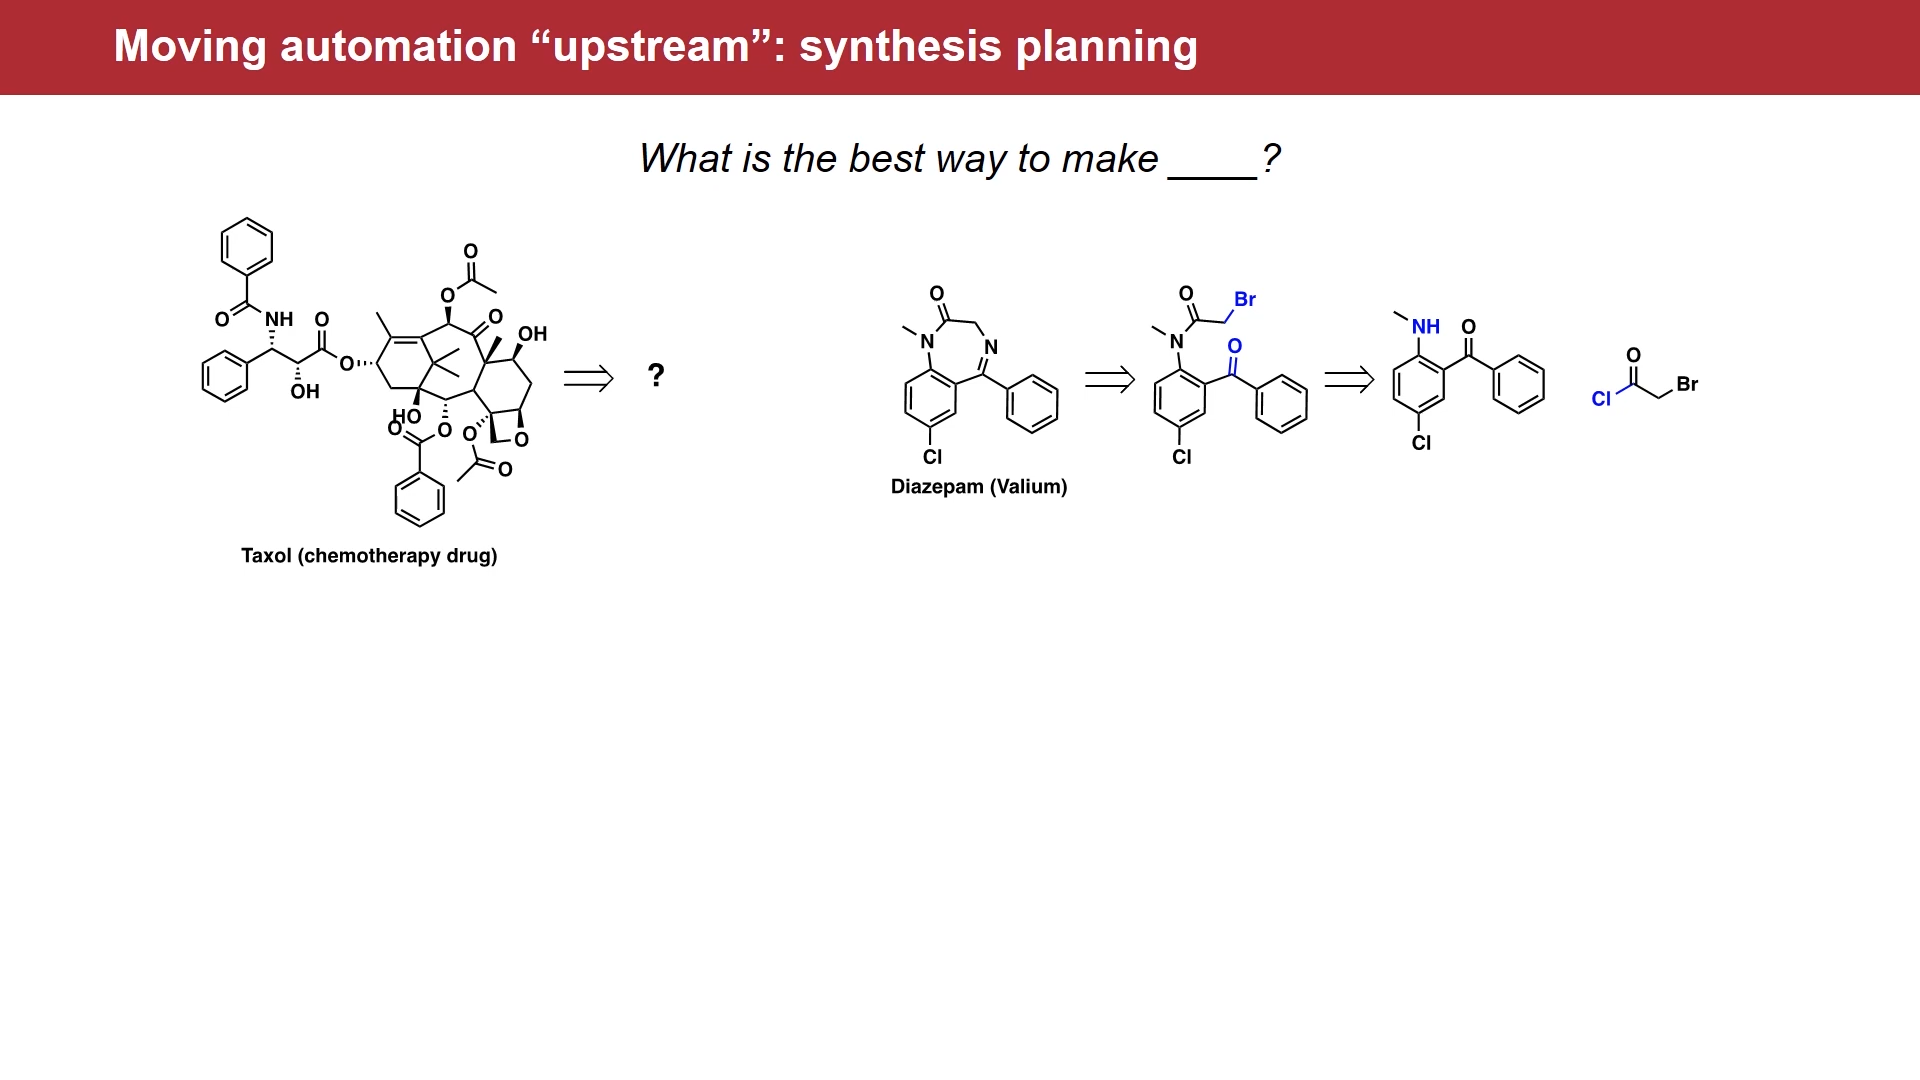 Moving automation “upstream”: synthesis planning
What is the best way to make ____?
O
O
O
NH
O
O
OH
O
OH
HO
O
O
O
O
O
?
Taxol (chemotherapy drug)
O
N
N
Cl
Diazepam (Valium)
O
Br
N
O
Cl
NH
O
Cl
O
Cl
Br